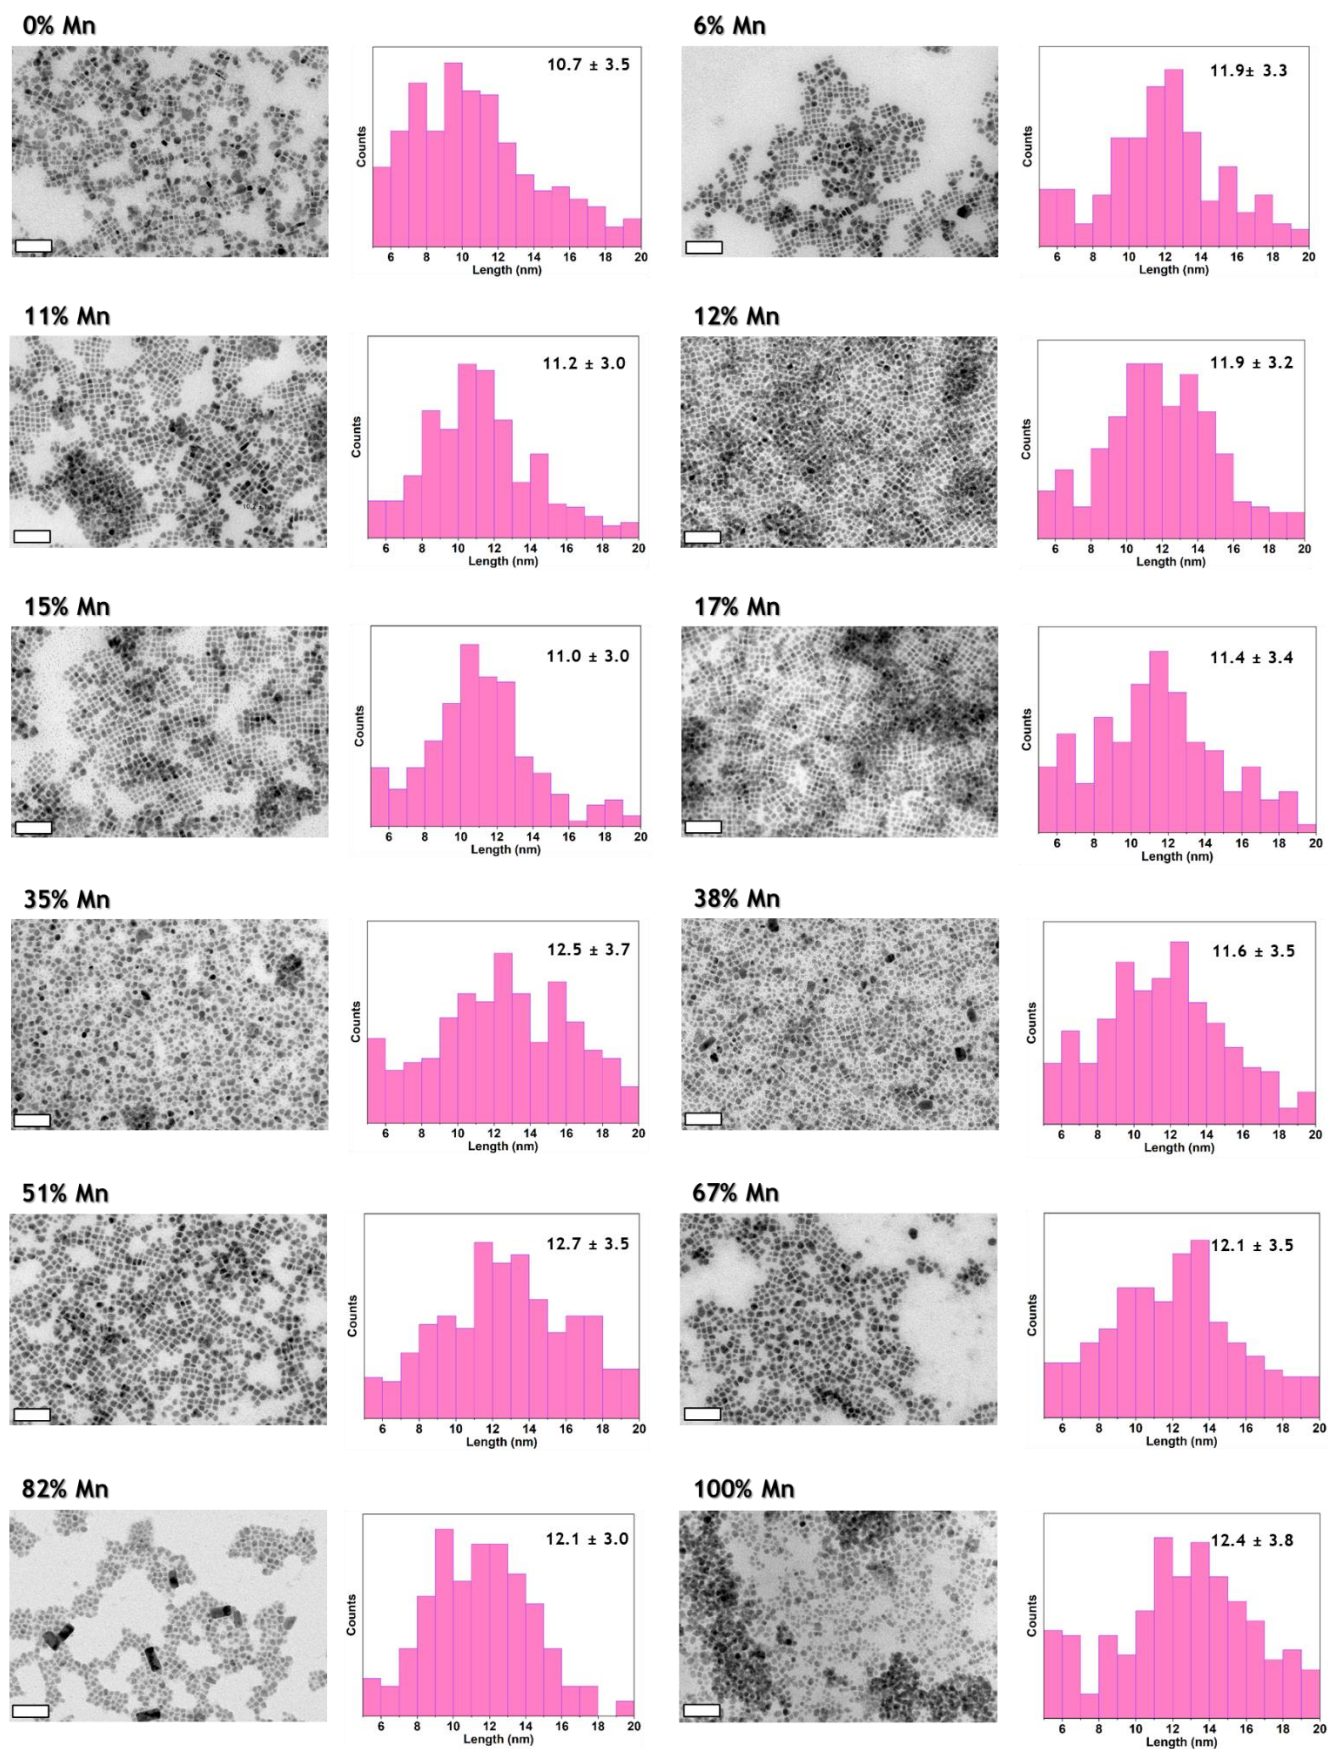 0% Mn
10.7 ± 3.5
Counts
6 8 10 12 14 16 18 20
Length (nm)
6% Mn
11.9± 3.3
Counts
6 8 10 12 14 16 18 20
Length (nm)
11% Mn
11.2 ± 3.0
Counts
6 8 10 12 14 16 18 20
Length (nm)
12% Mn
11.9 ± 3.2
Counts
6 8 10 12 14 16 18 20
Length (nm)
15% Mn
11.0 ± 3.0
Counts
6 8 10 12 14 16 18 20
Length (nm)
17% Mn
11.4 ± 3.4
Counts
6 8 10 12 14 16 18 20
Length (nm)
35% Mn
12.5 ± 3.7
Counts
6 8 10 12 14 16 18 20
Length (nm)
38% Mn
11.6 ± 3.5
Counts
6 8 10 12 14 16 18 20
Length (nm)
51% Mn
12.7 ± 3.5
Counts
6 8 10 12 14 16 18 20
Length (nm)
67% Mn
12.1 ± 3.5
Counts
6 8 10 12 14 16 18 20
Length (nm)
82% Mn
12.1 ± 3.0
Counts
6 8 10 12 14 16 18 20
Length (nm)
100% Mn
12.4 ± 3.8
Counts
6 8 10 12 14 16 18 20
Length (nm)